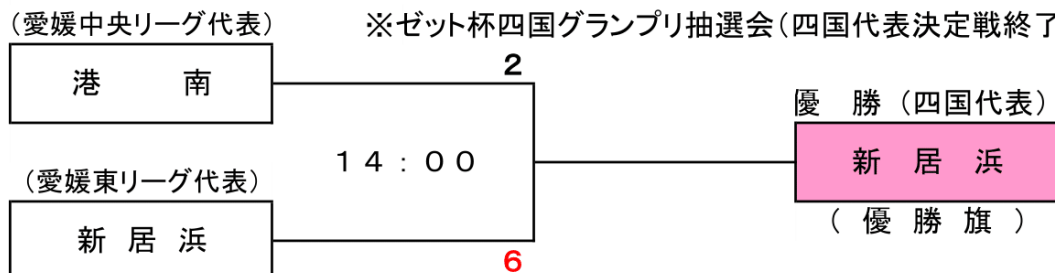 (愛媛中央リーグ代表)
※ゼット杯四国グランプリ抽選会(四国代表決定戦終了
港　南
2
優　勝(四国代表)
14:00
新 居 浜
(愛媛東リーグ代表)
(優 勝 旗)
新 居 浜
6